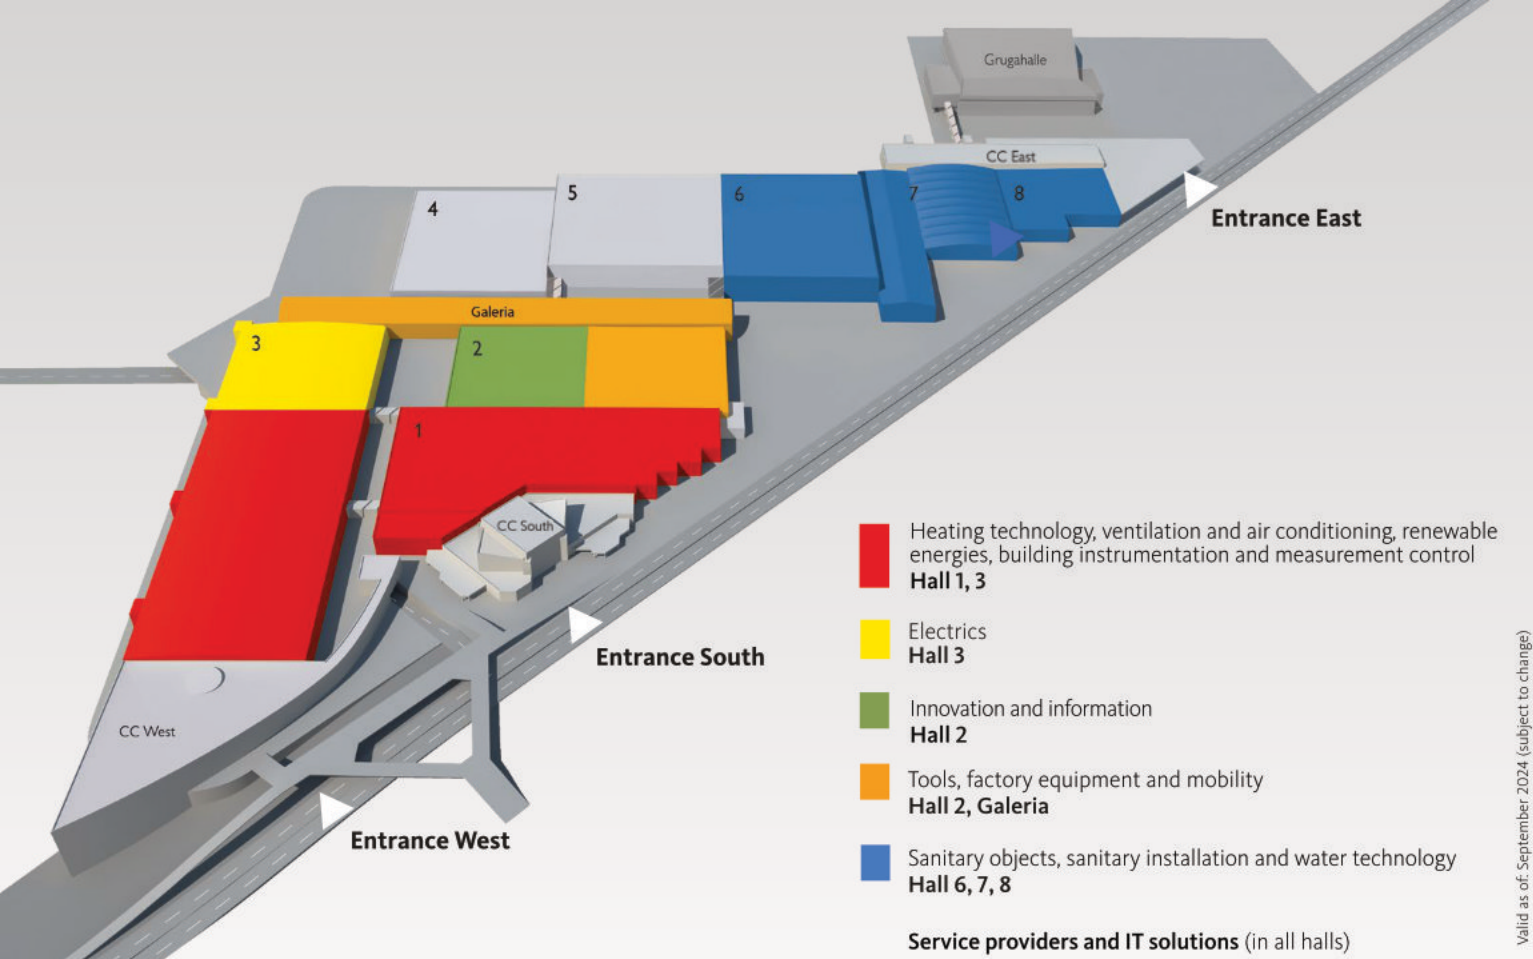 Grugahalle
CC East
4
5
6
7
8
Entrance East
Galeria
3
2
1
CC South
Entrance South
CC West
Entrance West
Heating technology, ventilation and air conditioning, renewable
energies, building instrumentation and measurement control
Hall 1, 3
Electrics
Hall 3
Innovation and information
Hall 2
Tools, factory equipment and mobility
Hall 2, Galeria
Sanitary objects, sanitary installation and water technology
Hall 6, 7, 8
Service providers and IT solutions (in all halls)
Valid as of: September 2024 (subject to change)